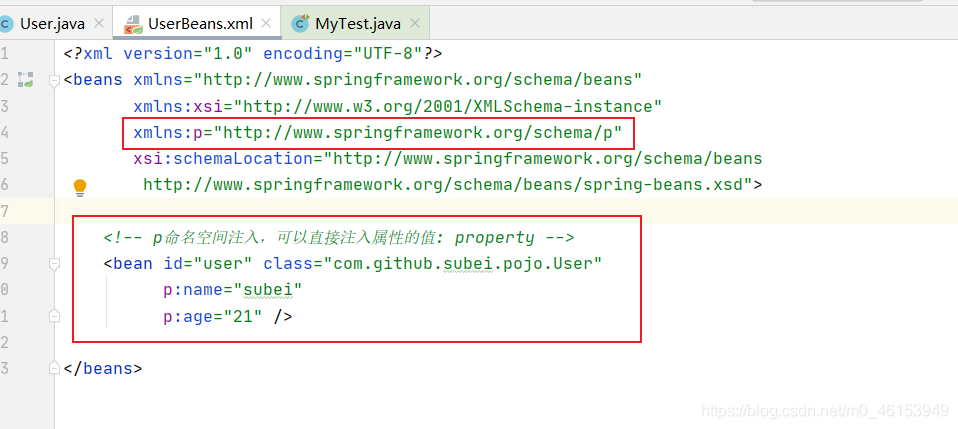 User.java UserBeans.xml MyTest.java
1 <?xml version="1.0" encoding="UTF-8"?>
2 <beans xmlns="http://www.springframework.org/schema/beans"
3 xmlns:xsi="http://www.w3.org/2001/XMLSchema-instance"
4 xmlns:p="http://www.springframework.org/schema/p"
5 xsi:schemaLocation="http://www.springframework.org/schema/beans
6 http://www.springframework.org/schema/beans/spring-beans.xsd">
7
8 <!-- p命名空间注入，可以直接注入属性的值: property -->
9 <bean id="user" class="com.github.subei.pojo.User"
0 p:name="subei"
1 p:age="21" />
2
3 </beans>
https://blog.csdn.net/m0_46153949